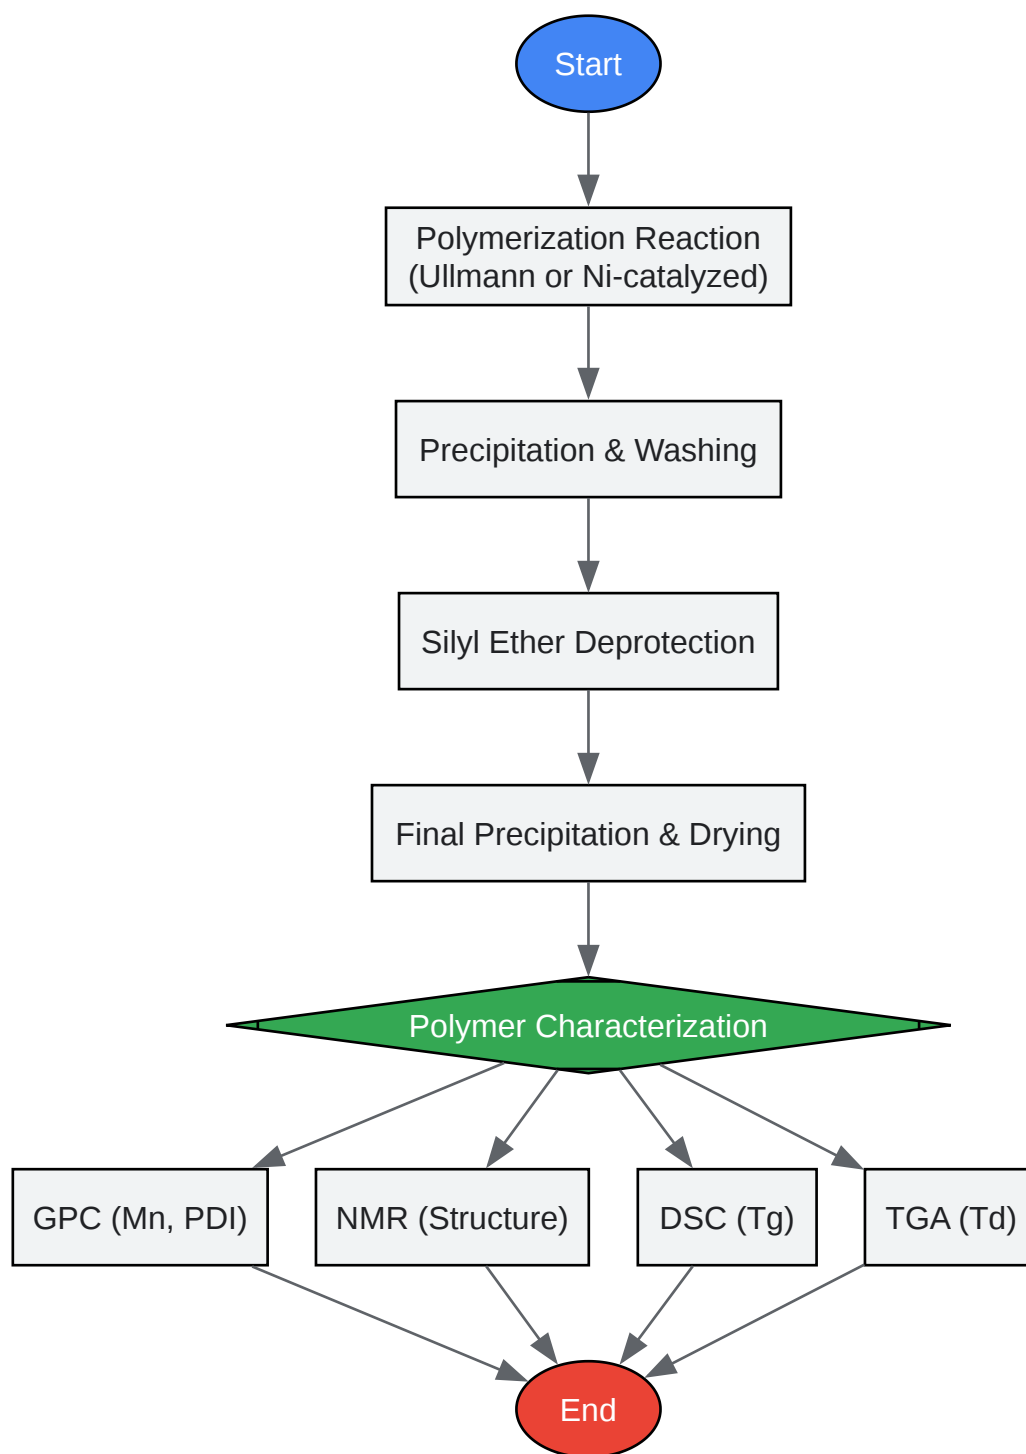 Start
Polymerization Reaction
(Ullmann or Ni-catalyzed)
Precipitation & Washing
Silyl Ether Deprotection
Final Precipitation & Drying
Polymer Characterization
GPC (Mn, PDI)
NMR (Structure)
DSC (Tg)
TGA (Td)
End